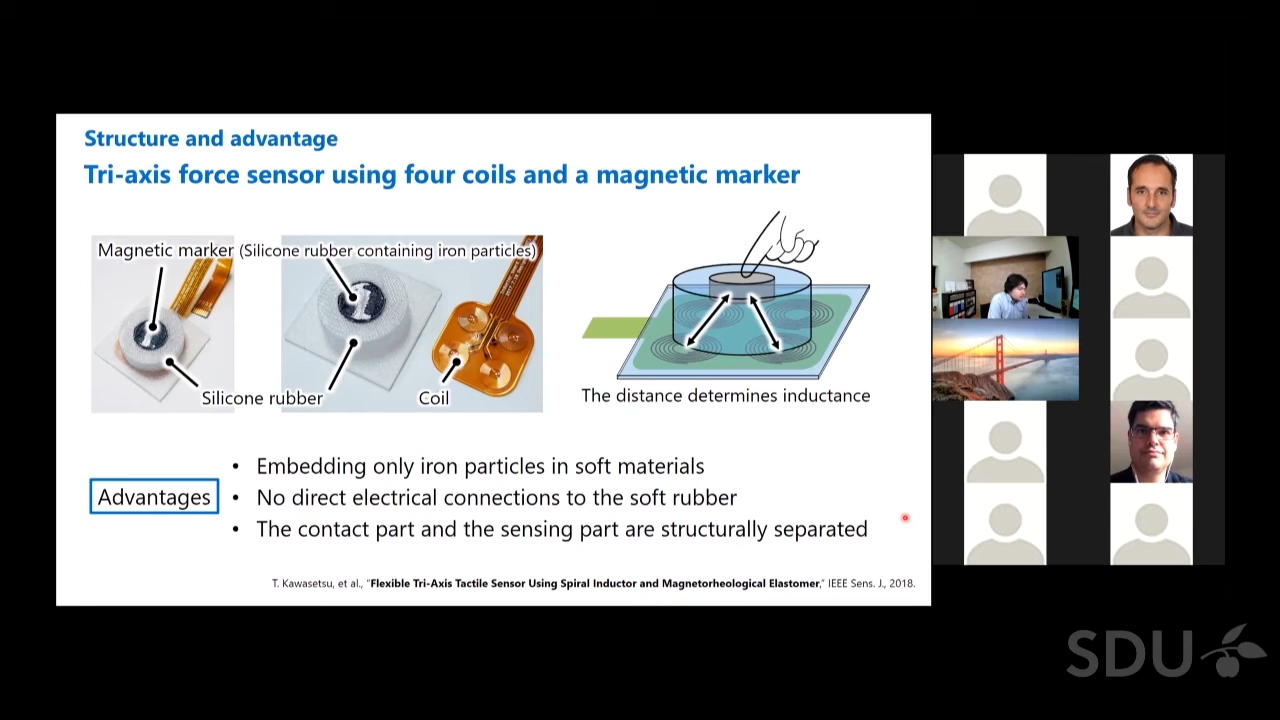 Structure and advantage
Tri-axis force sensor using four coils and a magnetic marker
Magnetic marker (Silicone rubber containing iron particles)
Silicone rubber
Coil
The distance determines inductance
Advantages
• Embedding only iron particles in soft materials
• No direct electrical connections to the soft rubber
• The contact part and the sensing part are structurally separated
T. Kawasetsu, et al., "Flexible Tri-Axis Tactile Sensor Using Spiral Inductor and Magnetorheological Elastomer," IEEE Sens. J., 2018.
SDU